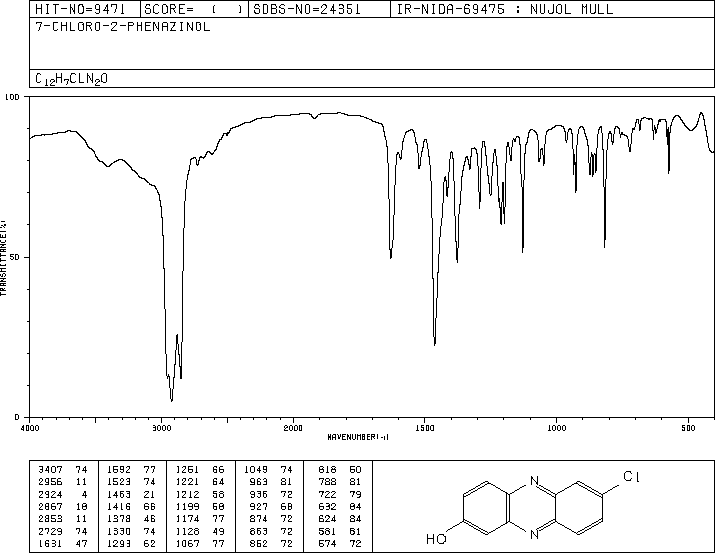 HIT-NO=9471 SCORE= ( ) SDBS-NO=24351 IR-NIDA-69475 : NUJOL MULL
7-CHLORO-2-PHENAZINOL
C12H7CLN2O
100
50
0
TRANSMITTANCE(%)
4000 3000 2000 1500 1000 500
WAVENUMBER(-1)
3407 74 1592 77 1251 66 1049 74 818 50
2956 11 1523 74 1221 64 963 81 788 81
2924 4 1463 21 1212 58 936 72 722 79
2867 10 1416 66 1199 60 927 68 632 84
2853 11 1378 46 1174 77 874 72 624 84
2729 74 1330 74 1128 49 863 72 581 81
1631 47 1293 62 1067 77 852 72 574 72
N
Cl
HO
N